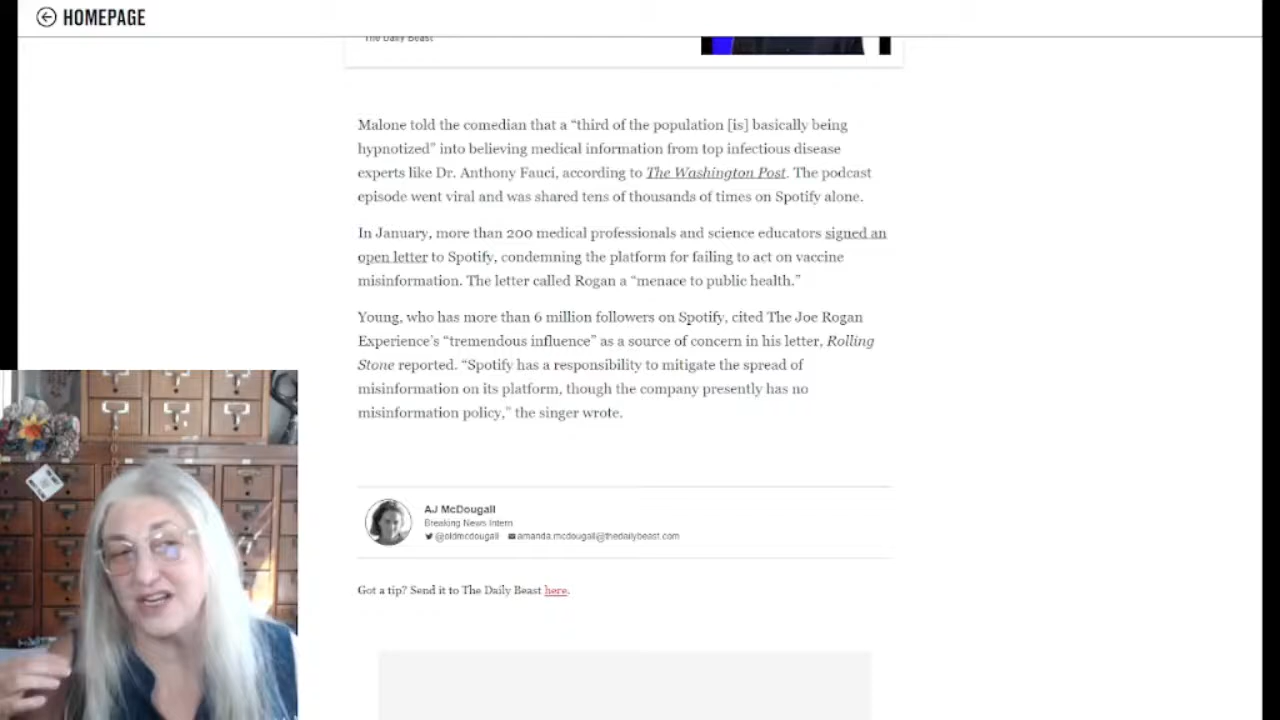 HOMEPAGE
The Daily Beast
Malone told the comedian that a “third of the population [is] basically being
hypnotized” into believing medical information from top infectious disease
experts like Dr. Anthony Fauci, according to The Washington Post. The podcast
episode went viral and was shared tens of thousands of times on Spotify alone.
In January, more than 200 medical professionals and science educators signed an
open letter to Spotify, condemning the platform for failing to act on vaccine
misinformation. The letter called Rogan a “menace to public health.”
Young, who has more than 6 million followers on Spotify, cited The Joe Rogan
Experience’s “tremendous influence” as a source of concern in his letter, Rolling
Stone reported. “Spotify has a responsibility to mitigate the spread of
misinformation on its platform, though the company presently has no
misinformation policy,” the singer wrote.
AJ McDougall
Breaking News Intern
@oldmcdougall amanda.mcdougall@thedailybeast.com
Got a tip? Send it to The Daily Beast here.